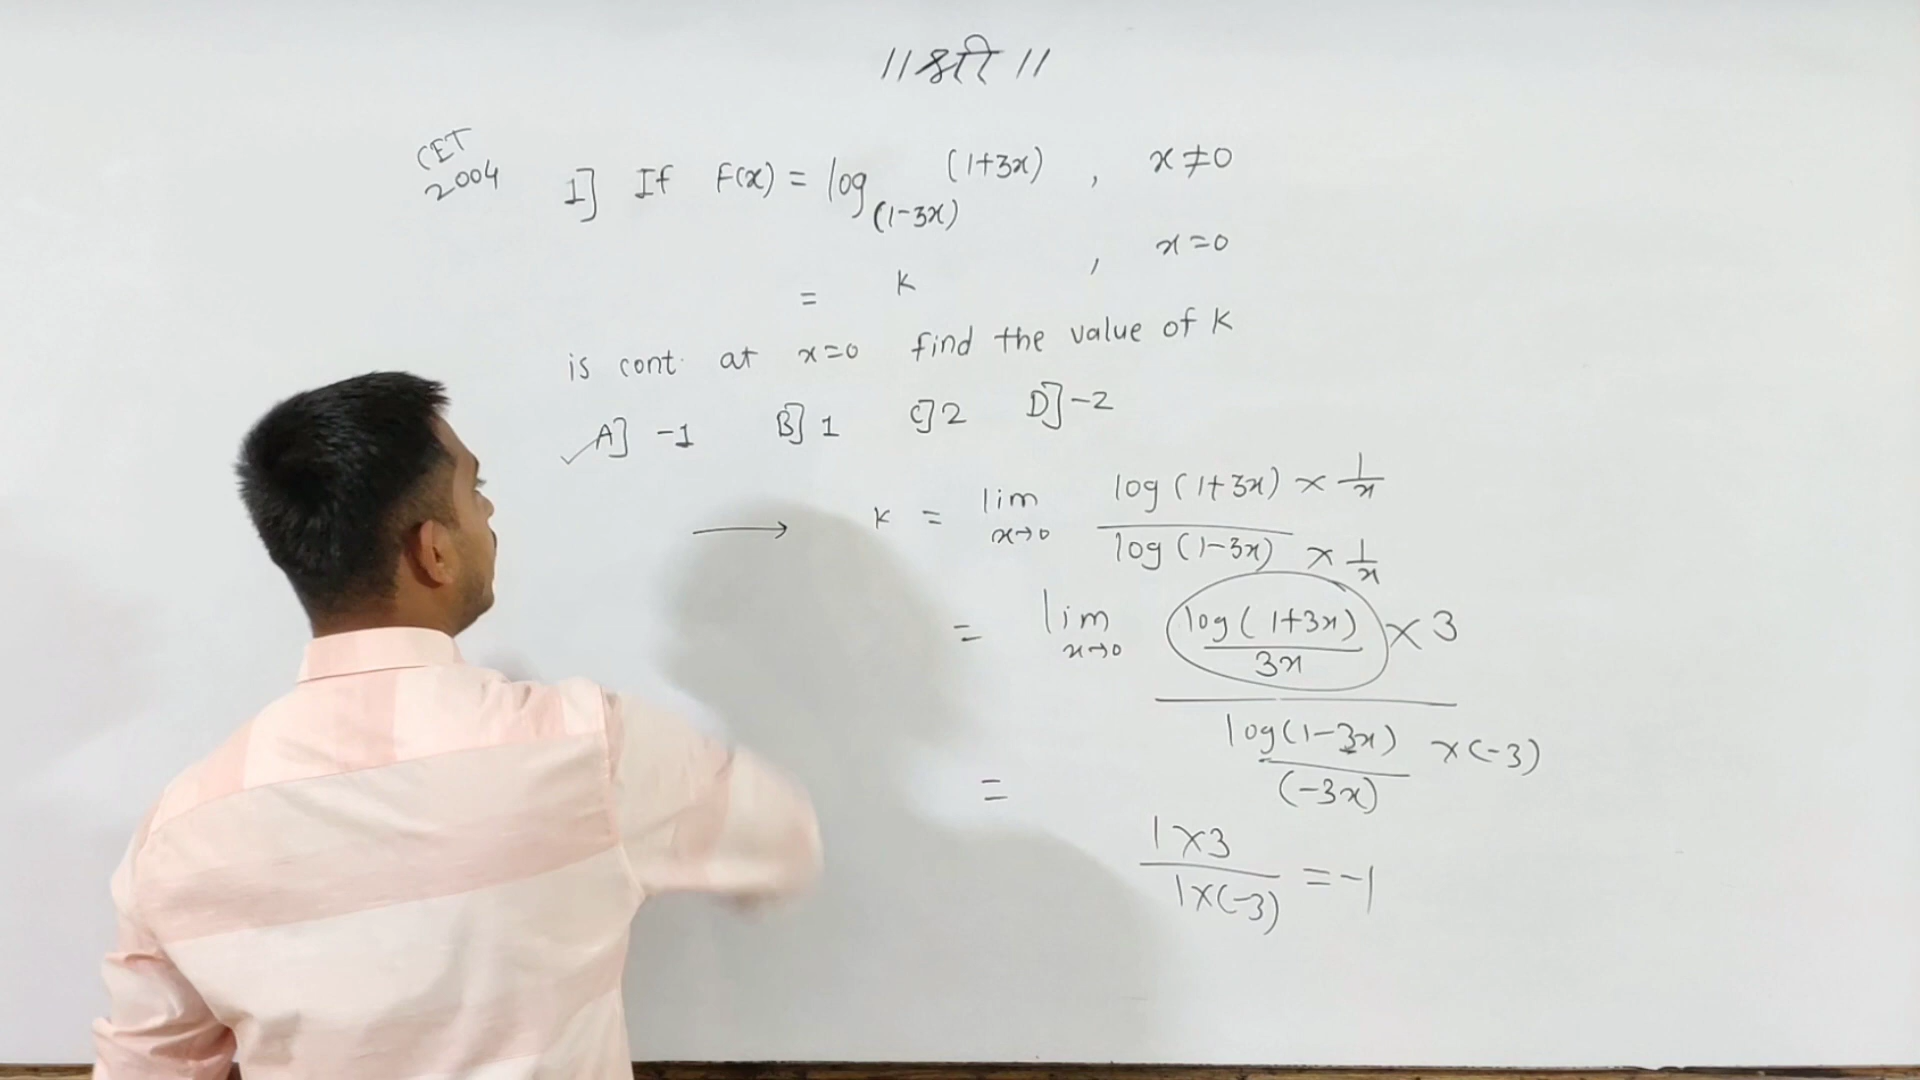 ॥ श्री ॥
CET
2004
1] If F(x) = log(1-3x) (1+3x) , x≠0
= K , x=0
is cont. at x=0 find the value of K
✓A] -1 B] 1 C] 2 D] -2
→ K = lim x→0 log(1+3x) × 1/x
log(1-3x) × 1/x
= lim x→0 log(1+3x)/3x × 3
log(1-3x)/(-3x) × (-3)
=
1×3/1×(-3) = -1